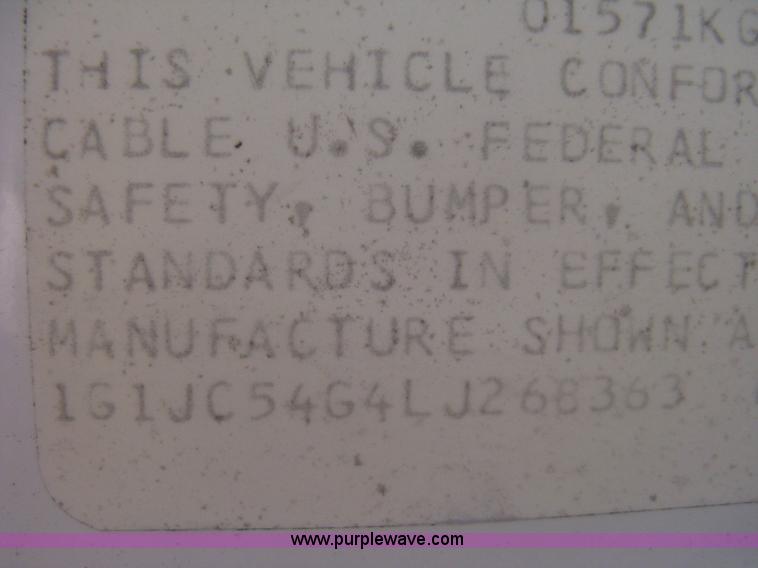 01571KG
THIS VEHICLE CONFOR
CABLE U.S. FEDERAL
SAFETY, BUMPER, AND
STANDARDS IN EFFECT
MANUFACTURE SHOWN A
1G1JC54G4LJ268363
www.purplewave.com